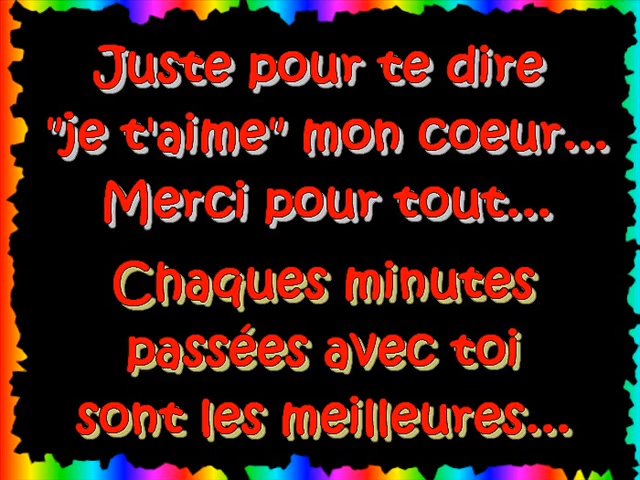 Juste pour te dire
"je t'aime" mon coeur...
Merci pour tout...
Chaques minutes
passées avec toi
sont les meilleures...